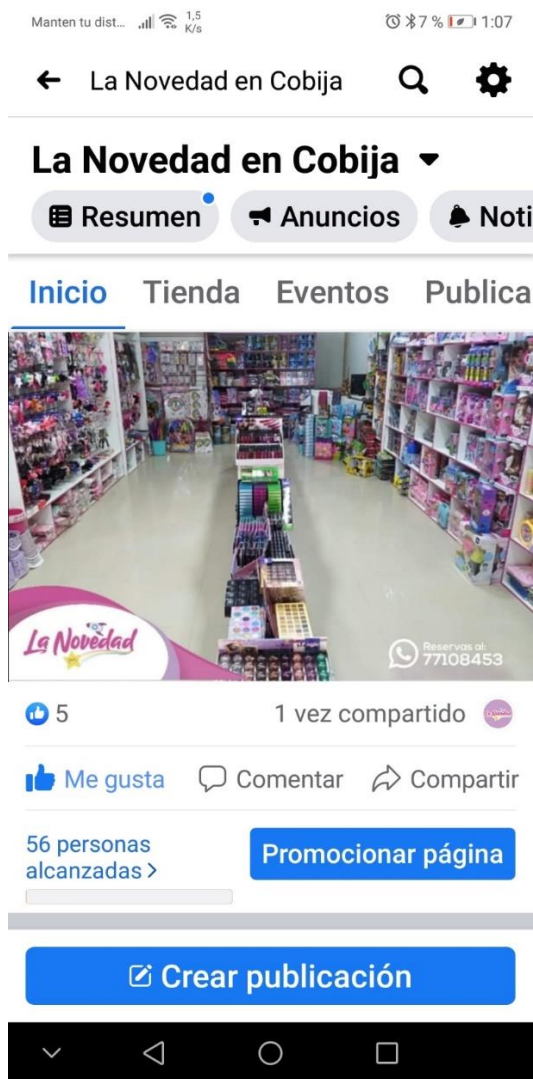 Manten tu dist... 1,5 K/s 7 % 1:07
La Novedad en Cobija
La Novedad en Cobija
Resumen Anuncios Noti
Inicio Tienda Eventos Publica
La Novedad
Reservas al:
77108453
5 1 vez compartido
Me gusta Comentar Compartir
56 personas
alcanzadas >
Promocionar página
Crear publicación